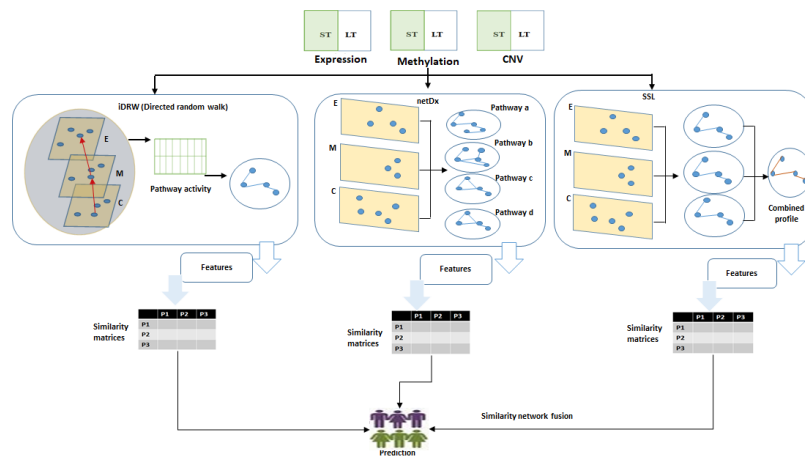 ST LT ST LT ST LT
Expression Methylation CNV
iDRW (Directed random walk)
E
M
C
Pathway activity
netDx
E
M
C
Pathway a
Pathway b
Pathway c
Pathway d
SSL
E
M
C
Combined
profile
Features
Features
Features
Similarity
matrices
P1 P2 P3
P1
P2
P3
Similarity
matrices
P1 P2 P3
P1
P2
P3
Similarity
matrices
P1 P2 P3
P1
P2
P3
Similarity network fusion
Prediction